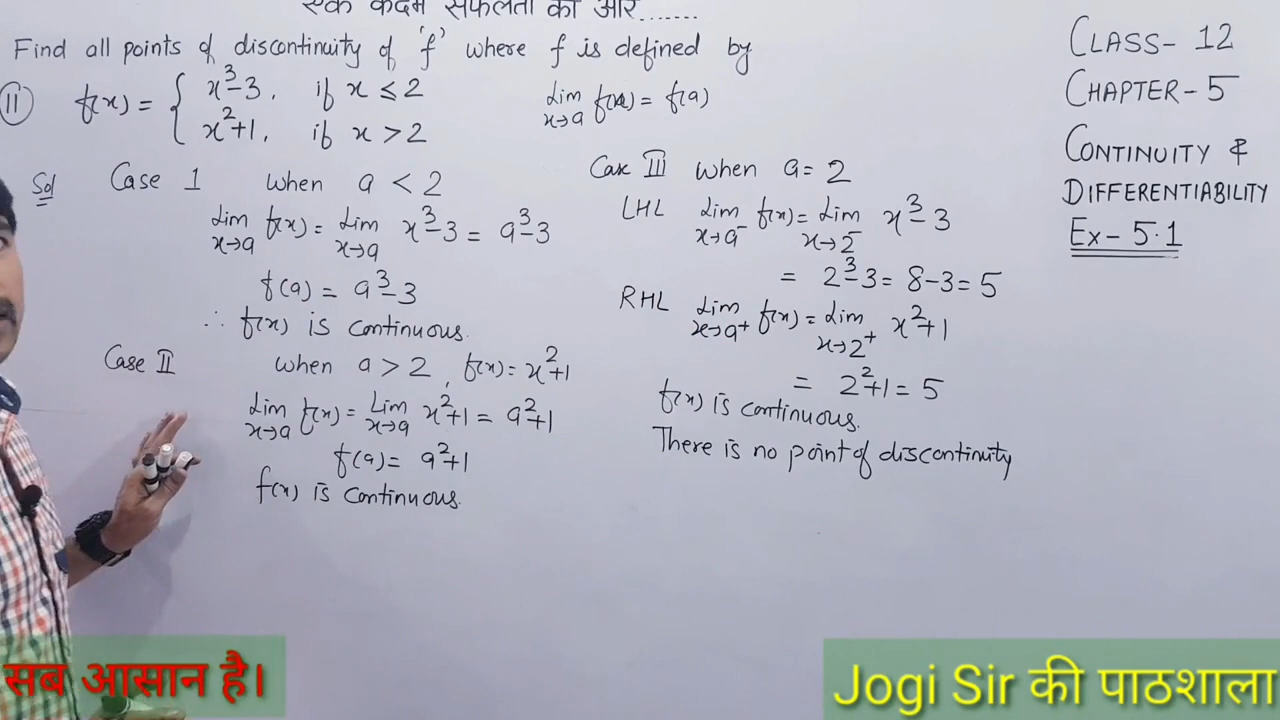 एक कदम सफलता की ओर.......
Find all points of discontinuity of 'f' where f is defined by
11 f(x) = { x³-3, if x ≤ 2
x²+1, if x > 2
lim x→a f(x) = f(a)
Sol Case 1 when a < 2
Lim x→a f(x) = Lim x→a x³-3 = a³-3
f(a) = a³-3
∴ f(x) is continuous.
Case II when a > 2, f(x) = x²+1
Lim x→a f(x) = Lim x→a x²+1 = a²+1
f(a) = a²+1
f(x) is continuous.
Case III when a = 2
LHL Lim x→a⁻ f(x) = Lim x→2⁻ x³-3
= 2³-3 = 8-3 = 5
RHL Lim x→a⁺ f(x) = Lim x→2⁺ x²+1
= 2²+1 = 5
f(x) is continuous.
There is no point of discontinuity
CLASS- 12
CHAPTER- 5
CONTINUITY &
DIFFERENTIABILITY
Ex- 5.1
सब आसान है।
Jogi Sir की पाठशाला